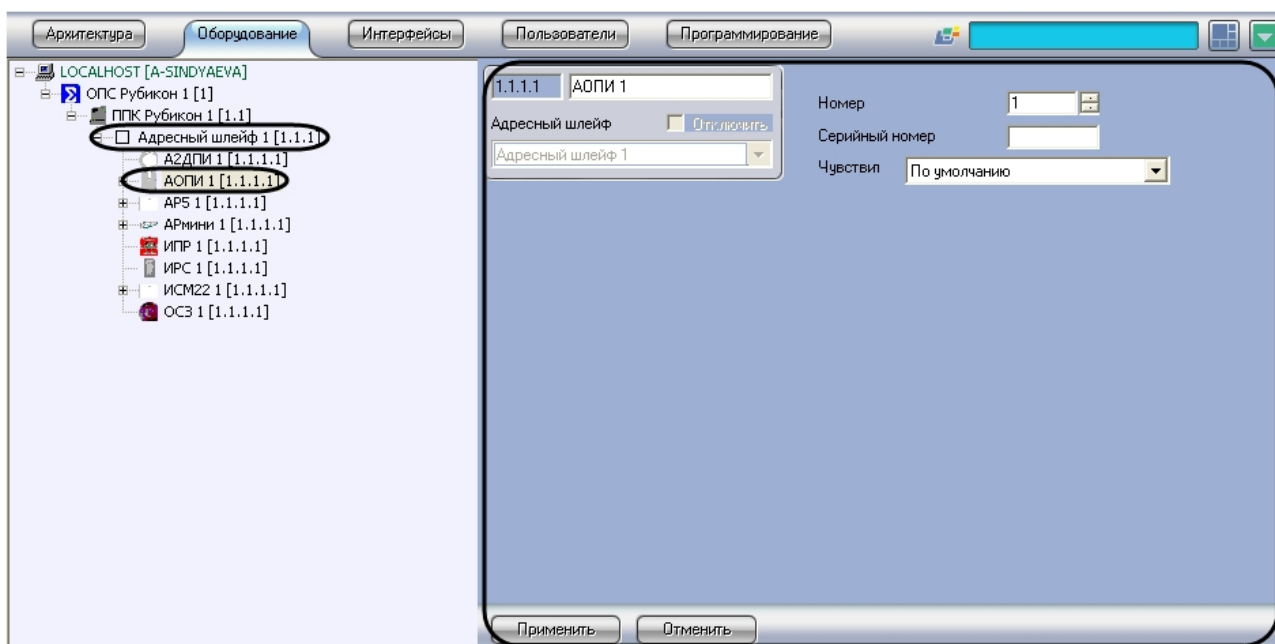 Архитектура Оборудование Интерфейсы Пользователи Программирование
LOCALHOST [A-SINDYAEVA]
ОПС Рубикон 1 [1]
ППК Рубикон 1 [1.1]
Адресный шлейф 1 [1.1.1]
А2ДПИ 1 [1.1.1.1]
АОПИ 1 [1.1.1.1]
АР5 1 [1.1.1.1]
АРмини 1 [1.1.1.1]
ИПР 1 [1.1.1.1]
ИРС 1 [1.1.1.1]
ИСМ22 1 [1.1.1.1]
ОСЗ 1 [1.1.1.1]
1.1.1.1 АОПИ 1
Адресный шлейф Отключить
Адресный шлейф 1
Номер 1
Серийный номер
Чувствил По умолчанию
Применить Отменить